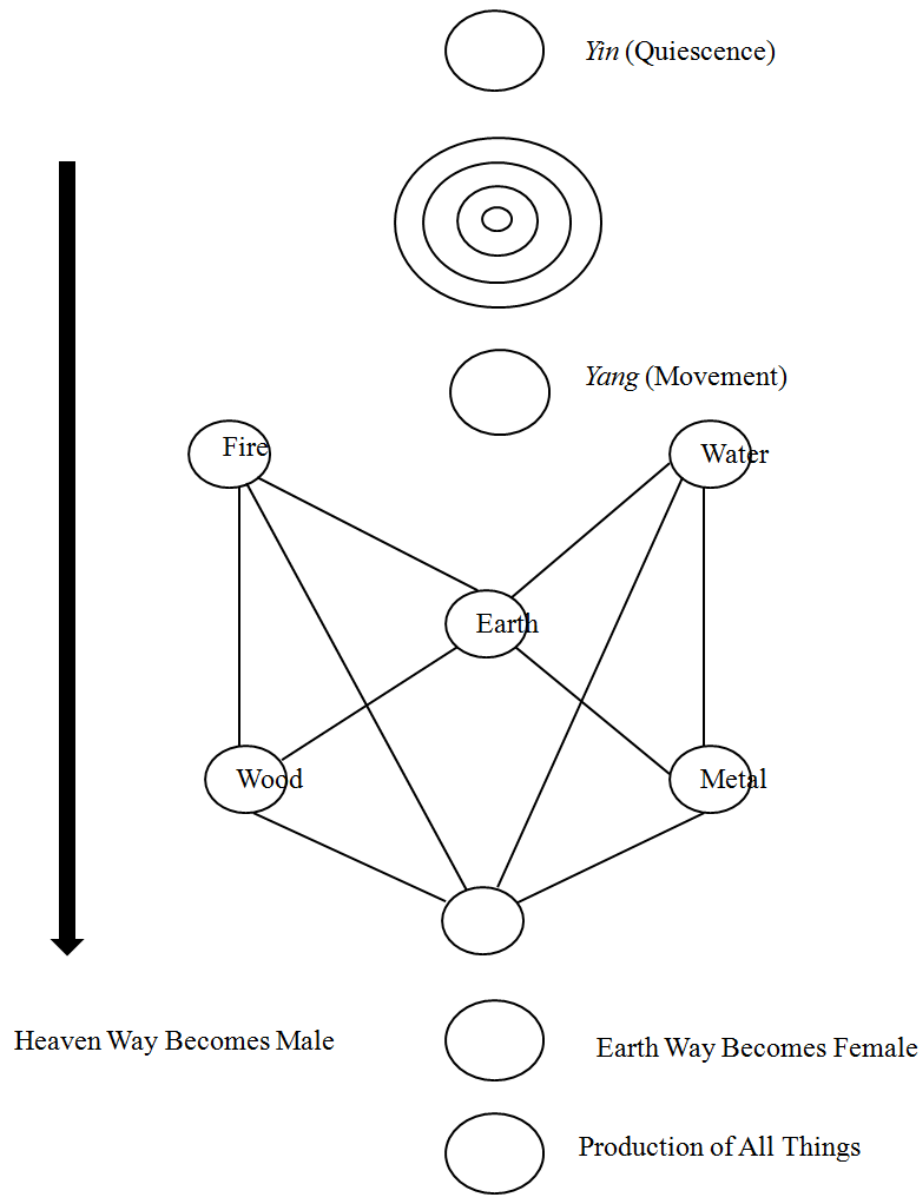 Yin (Quiescence)
Yang (Movement)
Fire
Water
Earth
Wood
Metal
Heaven Way Becomes Male
Earth Way Becomes Female
Production of All Things